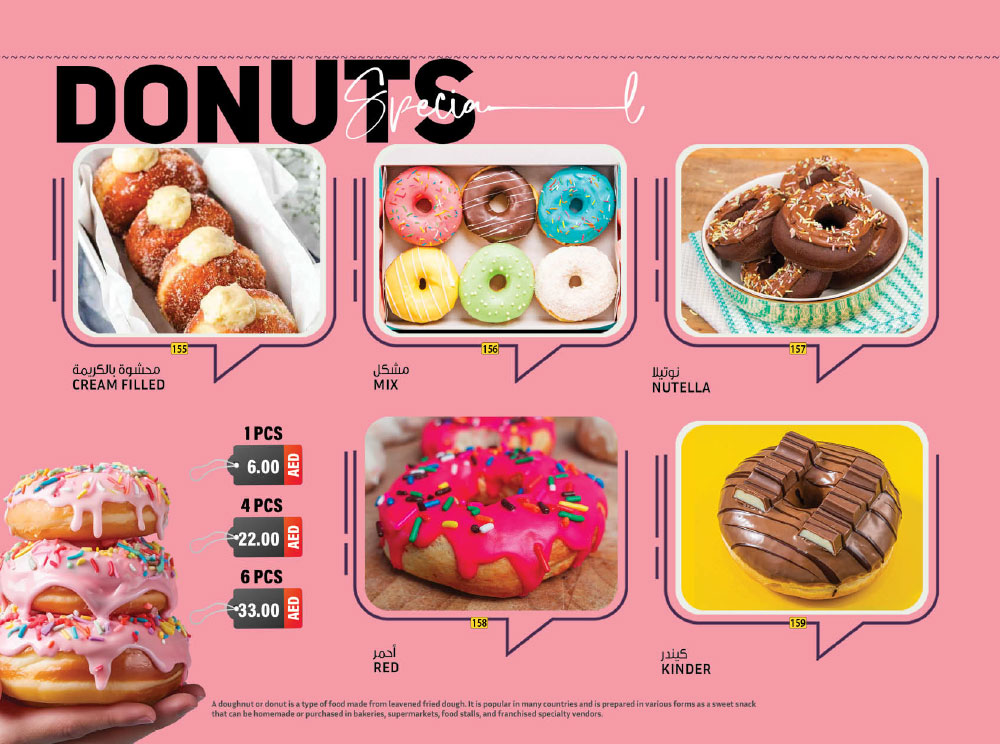 DONUTS
Special
155
محشوة بالكريمة
CREAM FILLED
156
مشكل
MIX
157
نوتيلا
NUTELLA
1 PCS
6.00 AED
4 PCS
22.00 AED
6 PCS
33.00 AED
158
أحمر
RED
159
كيندر
KINDER
A doughnut or donut is a type of food made from leavened fried dough. It is popular in many countries and is prepared in various forms as a sweet snack
that can be homemade or purchased in bakeries, supermarkets, food stalls, and franchised specialty vendors.